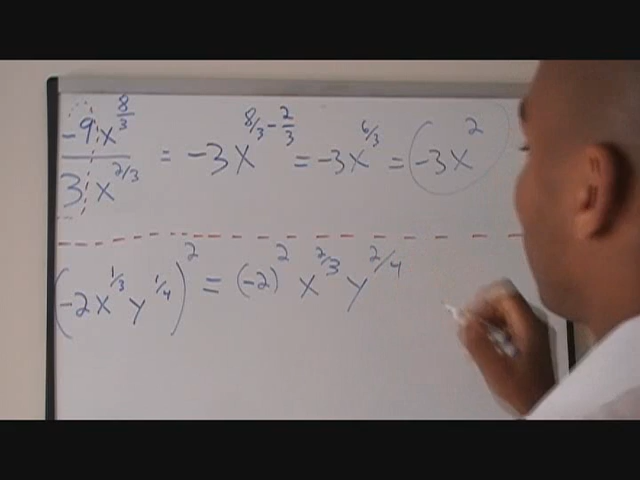 -9x^(8/3) / 3x^(2/3) = -3x^(8/3 - 2/3) = -3x^(6/3) = -3x^2
(-2x^(1/3) y^(1/4))^2 = (-2)^2 x^(2/3) y^(2/4)